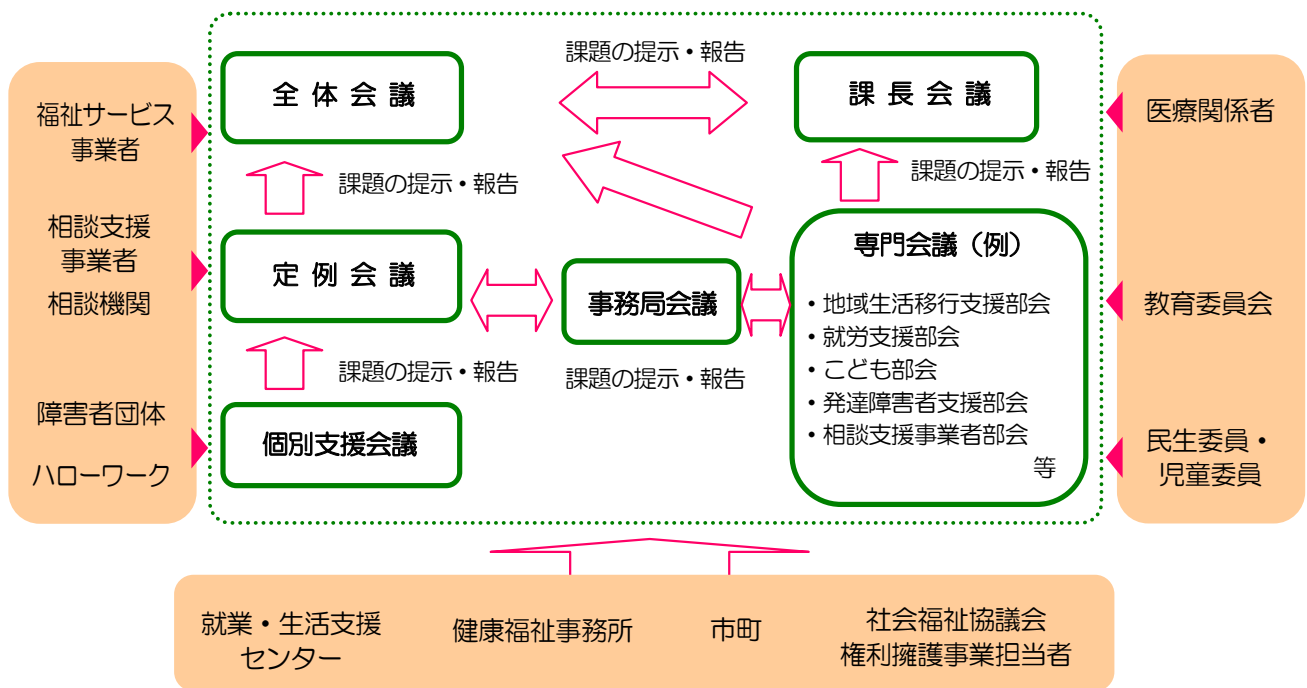 福祉サービス
事業者
相談支援
事業者
相談機関
障害者団体
ハローワーク
全体会議
課題の提示・報告
課長会議
課題の提示・報告
課題の提示・報告
定例会議
事務局会議
専門会議（例）
・地域生活移行支援部会
・就労支援部会
・こども部会
・発達障害者支援部会
・相談支援事業者部会
等
課題の提示・報告
課題の提示・報告
個別支援会議
医療関係者
教育委員会
民生委員・
児童委員
就業・生活支援
センター
健康福祉事務所
市町
社会福祉協議会
権利擁護事業担当者